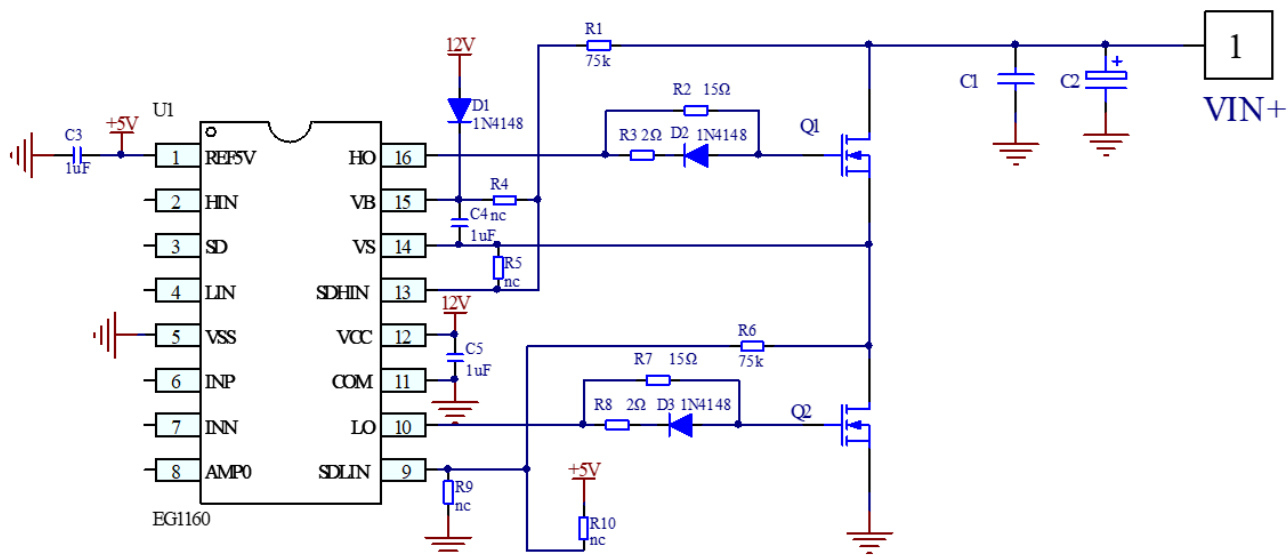 R1
75k
12V
1
VIN+
C1
C2
+
D1
1N4148
R2 15Ω
R3 2Ω D2 1N4148
Q1
U1
+5V
C3
1uF
1 REF5V HO 16
2 HIN VB 15
3 SD VS 14
4 LIN SDHIN 13
5 VSS VCC 12
6 INP COM 11
7 INN LO 10
8 AMP0 SDLIN 9
EG1160
R4
nc
C4
1uF
R5
nc
12V
C5
1uF
R6
75k
R7 15Ω
R8 2Ω D3 1N4148
Q2
R9
nc
+5V
R10
nc